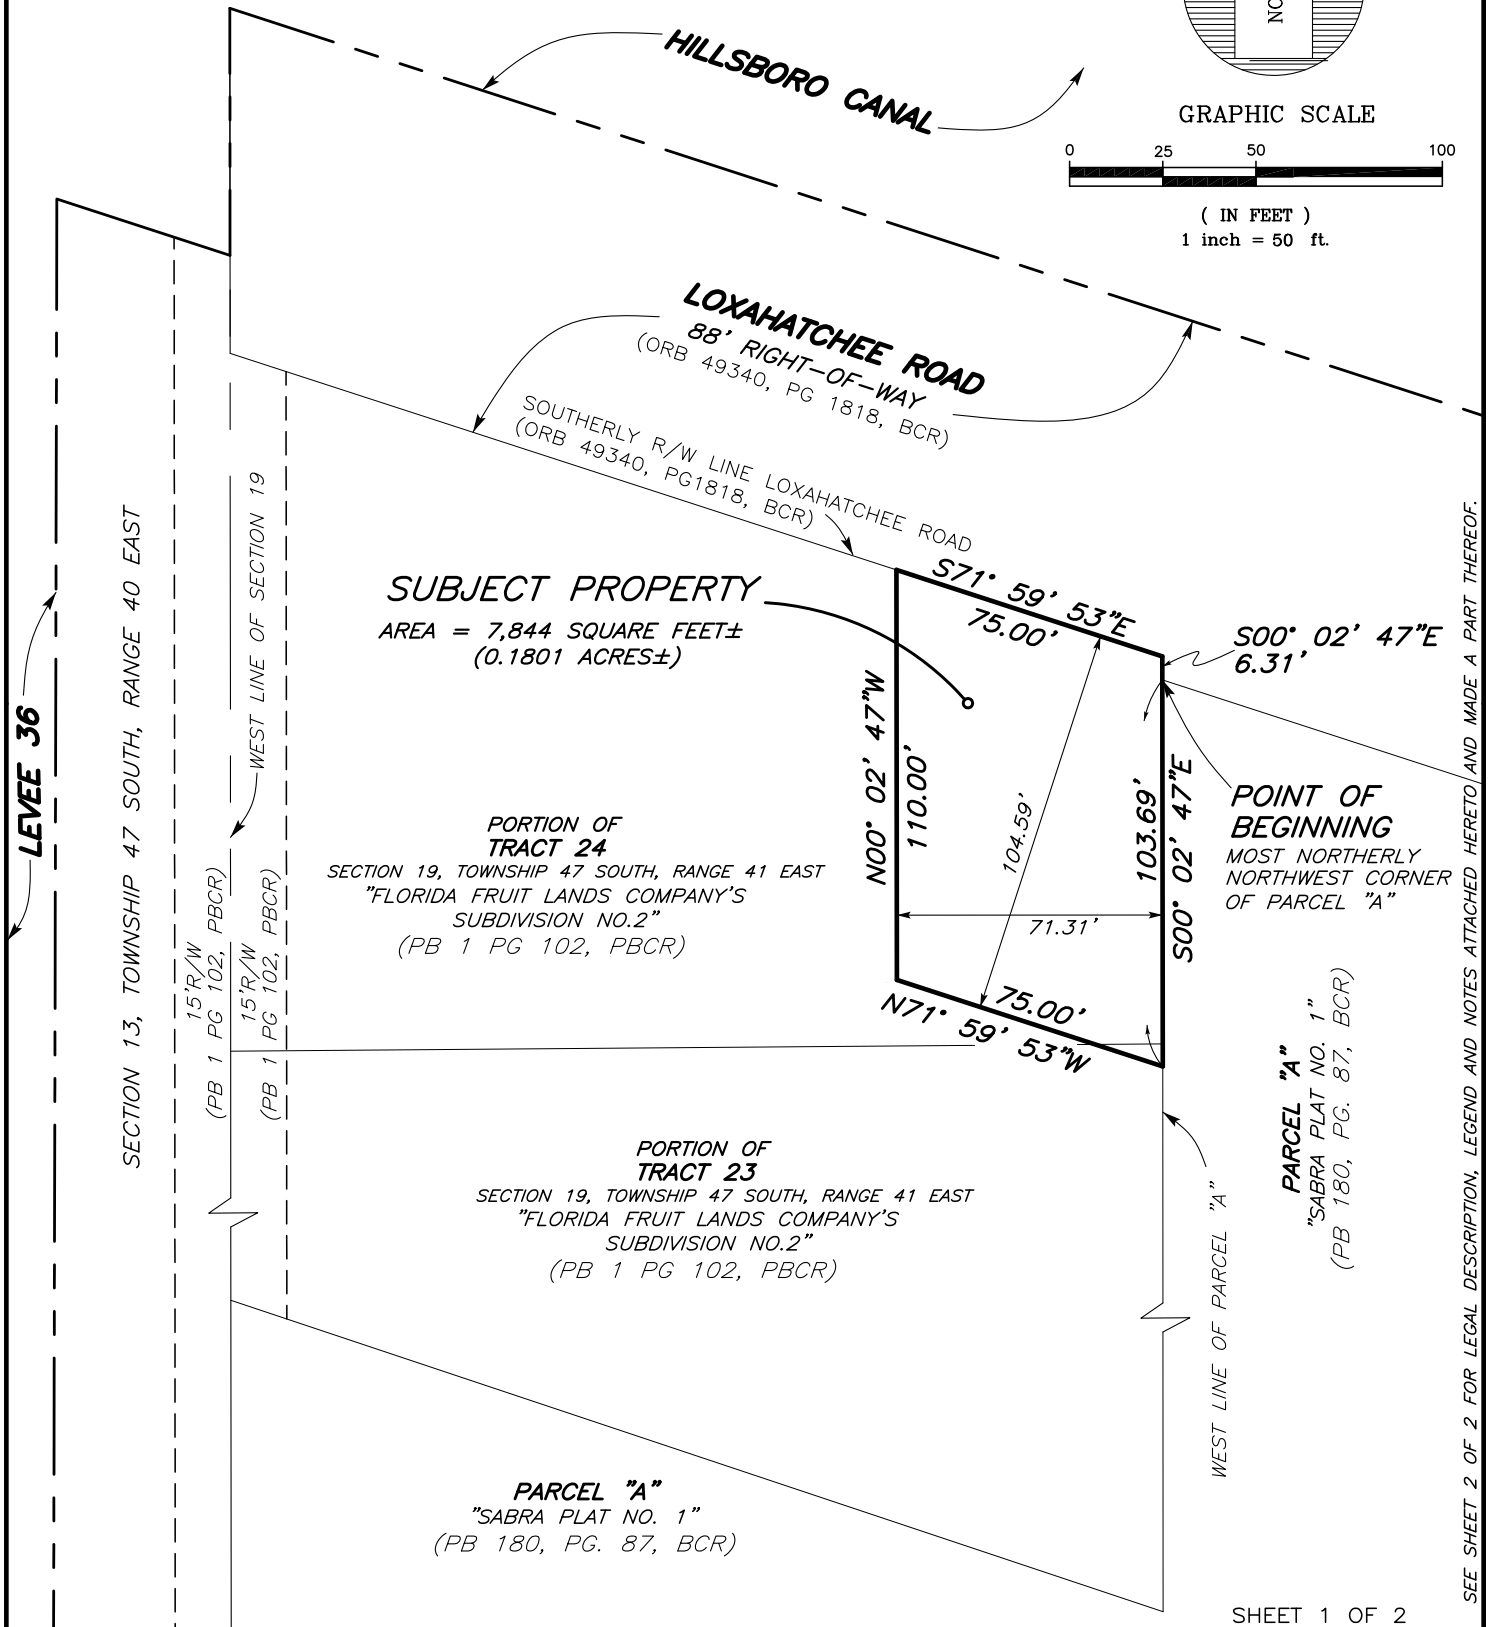 NO
HILLSBORO CANAL
GRAPHIC SCALE
0 25 50 100
( IN FEET )
1 inch = 50 ft.
LOXAHATCHEE ROAD
88' RIGHT-OF-WAY
(ORB 49340, PG 1818, BCR)
SOUTHERLY R/W LINE LOXAHATCHEE ROAD
(ORB 49340, PG1818, BCR)
SUBJECT PROPERTY
AREA = 7,844 SQUARE FEET±
(0.1801 ACRES±)
S71° 59' 53"E
75.00'
S00° 02' 47"E
6.31'
N00° 02' 47"W
110.00'
104.59'
71.31'
103.69'
S00° 02' 47"E
75.00'
N71° 59' 53"W
POINT OF
BEGINNING
MOST NORTHERLY
NORTHWEST CORNER
OF PARCEL "A"
LEVEE 36
SECTION 13, TOWNSHIP 47 SOUTH, RANGE 40 EAST
WEST LINE OF SECTION 19
15'R/W
(PB 1 PG 102, PBCR)
15'R/W
(PB 1 PG 102, PBCR)
PORTION OF
TRACT 24
SECTION 19, TOWNSHIP 47 SOUTH, RANGE 41 EAST
"FLORIDA FRUIT LANDS COMPANY'S
SUBDIVISION NO.2"
(PB 1 PG 102, PBCR)
PORTION OF
TRACT 23
SECTION 19, TOWNSHIP 47 SOUTH, RANGE 41 EAST
"FLORIDA FRUIT LANDS COMPANY'S
SUBDIVISION NO.2"
(PB 1 PG 102, PBCR)
PARCEL "A"
"SABRA PLAT NO. 1"
(PB 180, PG. 87, BCR)
WEST LINE OF PARCEL "A"
PARCEL "A"
"SABRA PLAT NO. 1"
(PB 180, PG. 87, BCR)
SEE SHEET 2 OF 2 FOR LEGAL DESCRIPTION, LEGEND AND NOTES ATTACHED HERETO AND MADE A PART THEREOF.
SHEET 1 OF 2